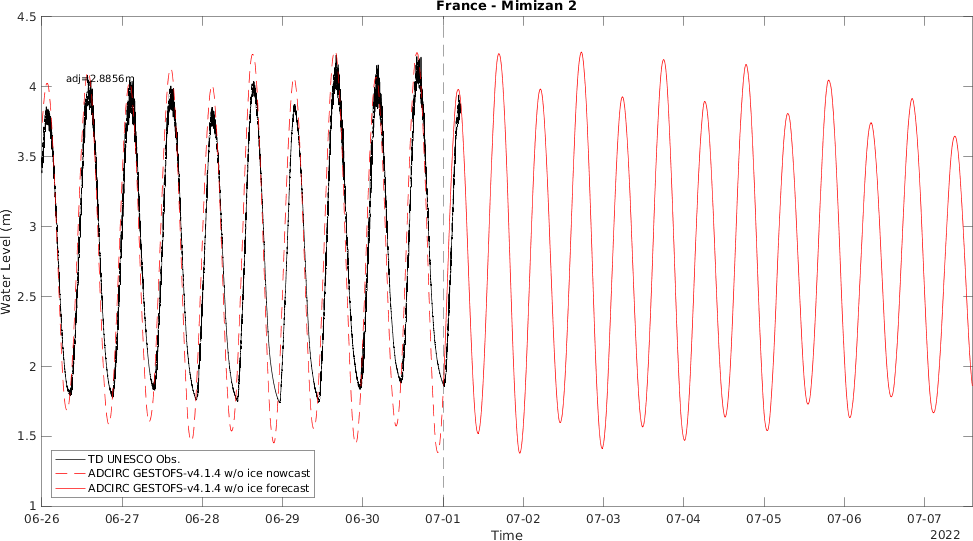 France - Mimizan 2
4.5
adj=2.8856m
4
3.5
3
Water Level (m)
2.5
2
1.5
TD UNESCO Obs.
ADCIRC GESTOFS-v4.1.4 w/o ice nowcast
ADCIRC GESTOFS-v4.1.4 w/o ice forecast
1
06-26 06-27 06-28 06-29 06-30 07-01 07-02 07-03 07-04 07-05 07-06 07-07
Time
2022